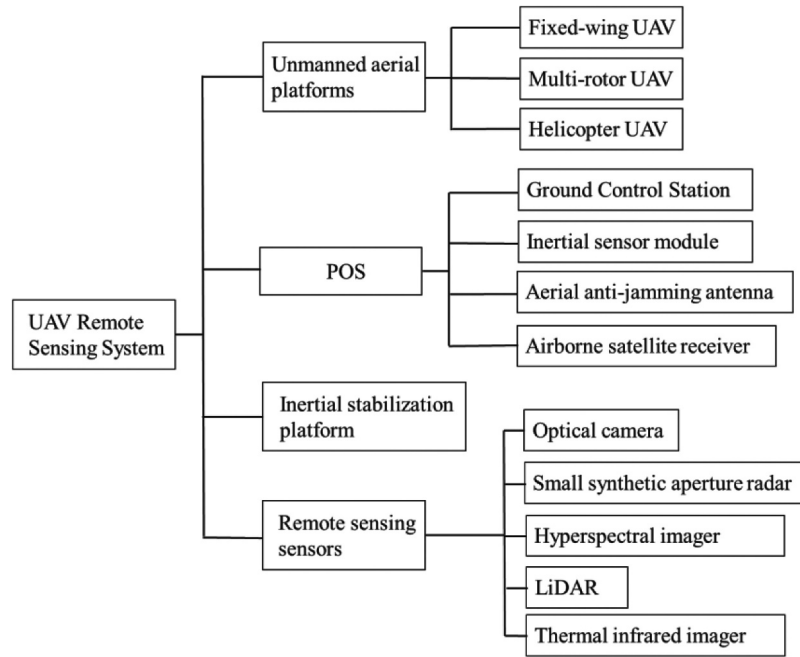 UAV Remote
Sensing System
Unmanned aerial
platforms
Fixed-wing UAV
Multi-rotor UAV
Helicopter UAV
POS
Ground Control Station
Inertial sensor module
Aerial anti-jamming antenna
Airborne satellite receiver
Inertial stabilization
platform
Remote sensing
sensors
Optical camera
Small synthetic aperture radar
Hyperspectral imager
LiDAR
Thermal infrared imager